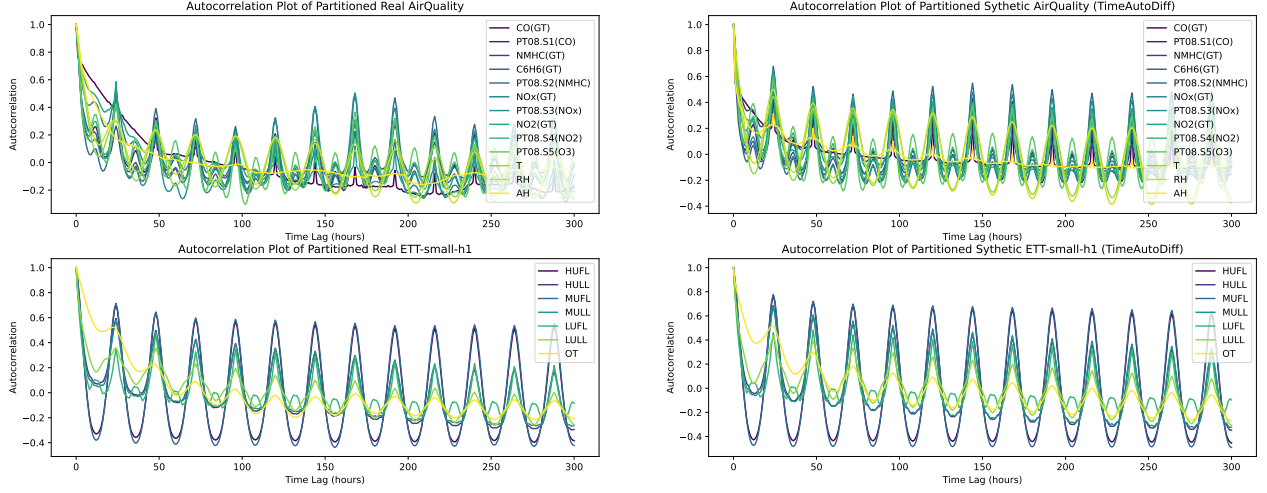 Autocorrelation Plot of Partitioned Real AirQuality
1.0
0.8
0.6
0.4
0.2
0.0
−0.2
Autocorrelation
0
50
100
150
200
250
300
Time Lag (hours)
CO(GT)
PT08.S1(CO)
NMHC(GT)
C6H6(GT)
PT08.S2(NMHC)
NOx(GT)
PT08.S3(NOx)
NO2(GT)
PT08.S4(NO2)
PT08.S5(O3)
T
RH
AH
Autocorrelation Plot of Partitioned Sythetic AirQuality (TimeAutoDiff)
1.0
0.8
0.6
0.4
0.2
0.0
−0.2
−0.4
Autocorrelation
0
50
100
150
200
250
300
Time Lag (hours)
CO(GT)
PT08.S1(CO)
NMHC(GT)
C6H6(GT)
PT08.S2(NMHC)
NOx(GT)
PT08.S3(NOx)
NO2(GT)
PT08.S4(NO2)
PT08.S5(O3)
T
RH
AH
Autocorrelation Plot of Partitioned Real ETT-small-h1
1.0
0.8
0.6
0.4
0.2
0.0
−0.2
−0.4
Autocorrelation
0
50
100
150
200
250
300
Time Lag (hours)
HUFL
HULL
MUFL
MULL
LUFL
LULL
OT
Autocorrelation Plot of Partitioned Sythetic ETT-small-h1 (TimeAutoDiff)
1.0
0.8
0.6
0.4
0.2
0.0
−0.2
−0.4
Autocorrelation
0
50
100
150
200
250
300
Time Lag (hours)
HUFL
HULL
MUFL
MULL
LUFL
LULL
OT